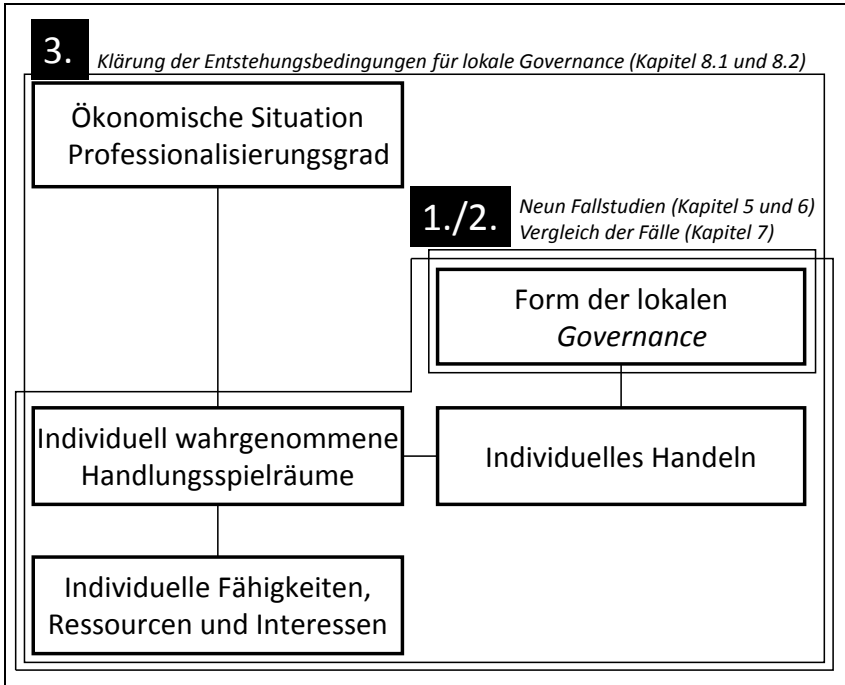 3.
Klärung der Entstehungsbedingungen für lokale Governance (Kapitel 8.1 und 8.2)
Ökonomische Situation
Professionalisierungsgrad
1./2.
Neun Fallstudien (Kapitel 5 und 6)
Vergleich der Fälle (Kapitel 7)
Form der lokalen
Governance
Individuell wahrgenommene
Handlungsspielräume
Individuelles Handeln
Individuelle Fähigkeiten,
Ressourcen und Interessen